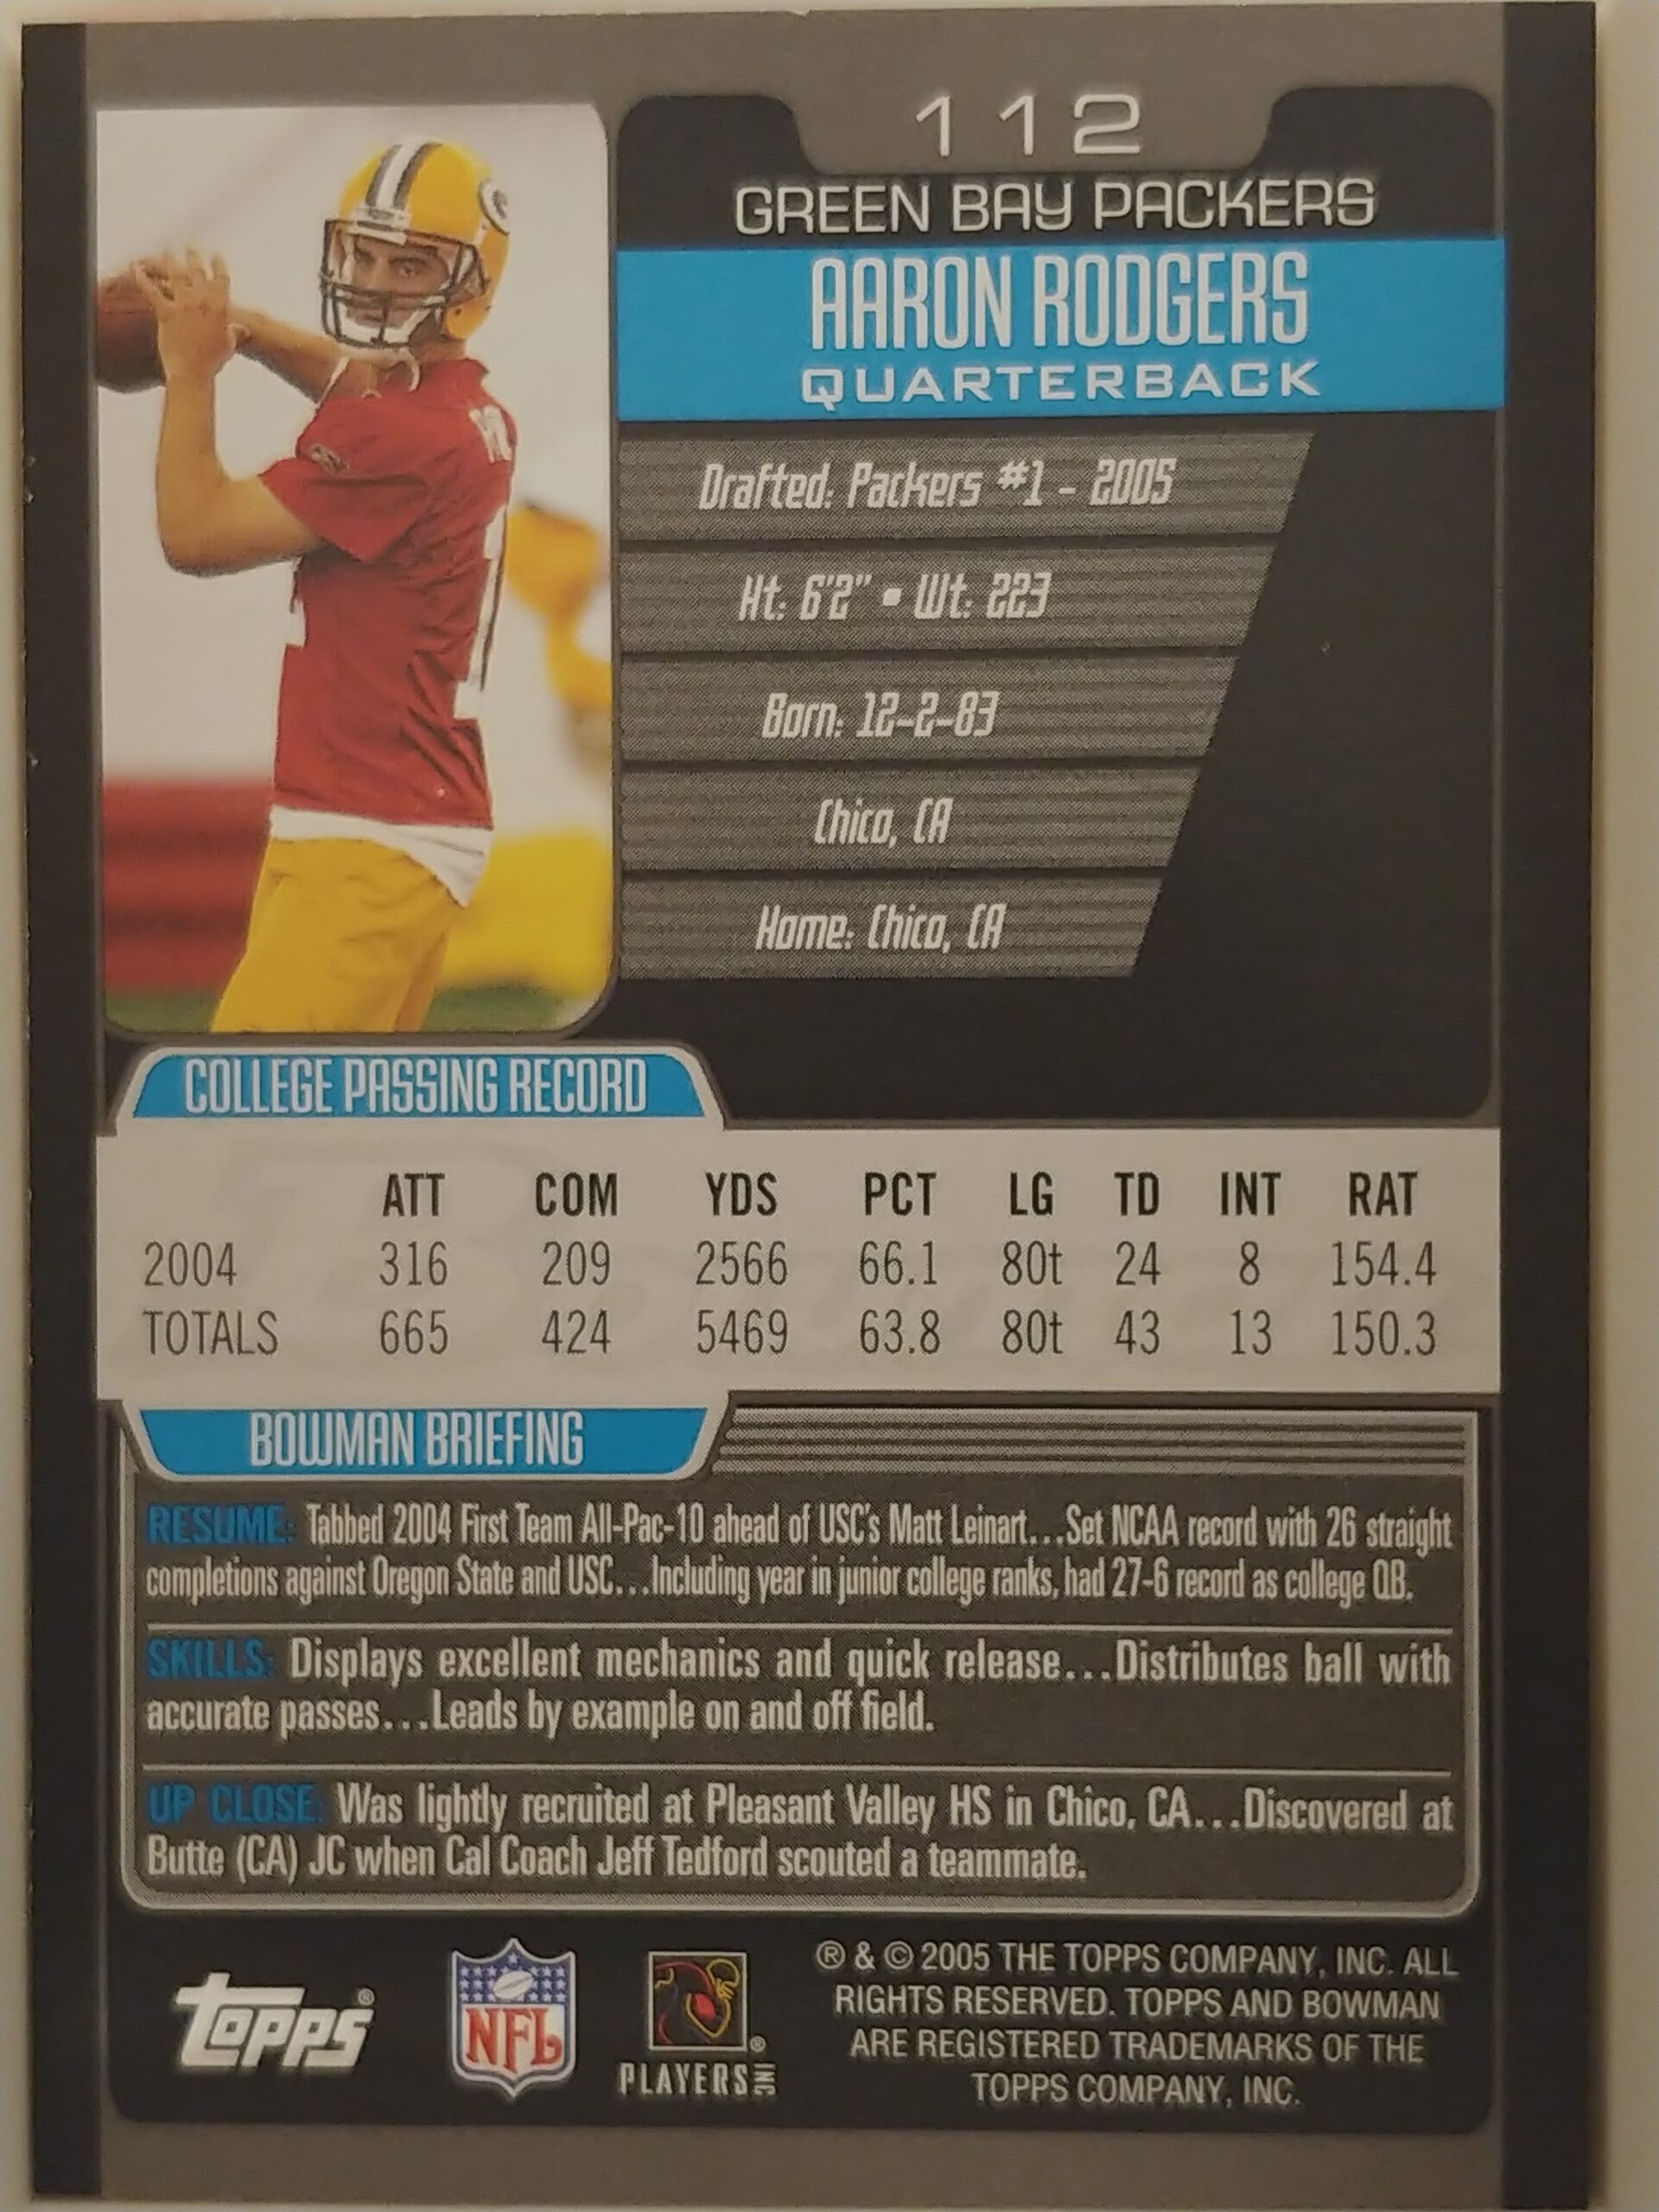 112
GREEN BAY PACKERS
AARON RODGERS
QUARTERBACK
Drafted: Packers #1 - 2005
Ht: 6'2" • Wt: 223
Born: 12-2-83
Chico, CA
Home: Chico, CA
COLLEGE PASSING RECORD
ATT COM YDS PCT LG TD INT RAT
2004 316 209 2566 66.1 80t 24 8 154.4
TOTALS 665 424 5469 63.8 80t 43 13 150.3
BOWMAN BRIEFING
RESUME: Tabbed 2004 First Team All-Pac-10 ahead of USC's Matt Leinart...Set NCAA record with 26 straight
completions against Oregon State and USC...Including year in junior college ranks, had 27-6 record as college QB.
SKILLS: Displays excellent mechanics and quick release...Distributes ball with
accurate passes...Leads by example on and off field.
UP CLOSE: Was lightly recruited at Pleasant Valley HS in Chico, CA...Discovered at
Butte (CA) JC when Cal Coach Jeff Tedford scouted a teammate.
Topps®
NFL
® PLAYERS INC
® & © 2005 THE TOPPS COMPANY, INC. ALL
RIGHTS RESERVED. TOPPS AND BOWMAN
ARE REGISTERED TRADEMARKS OF THE
TOPPS COMPANY, INC.